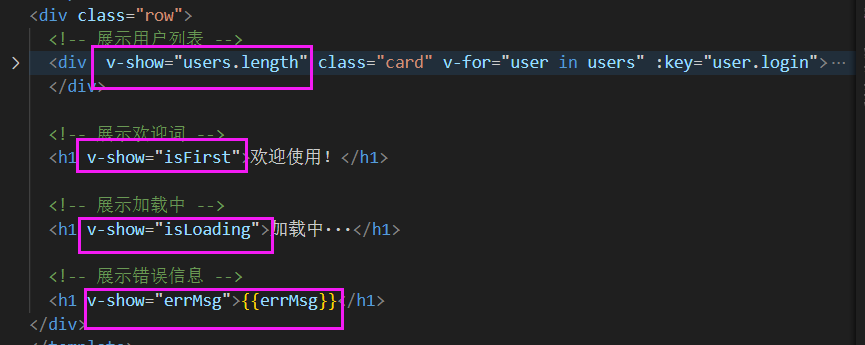 <div class="row">
<!-- 展示用户列表 -->
<div v-show="users.length" class="card" v-for="user in users" :key="user.login">···
</div>
<!-- 展示欢迎词 -->
<h1 v-show="isFirst">欢迎使用！</h1>
<!-- 展示加载中 -->
<h1 v-show="isLoading">加载中···</h1>
<!-- 展示错误信息 -->
<h1 v-show="errMsg">{{errMsg}}</h1>
</div>
</template>